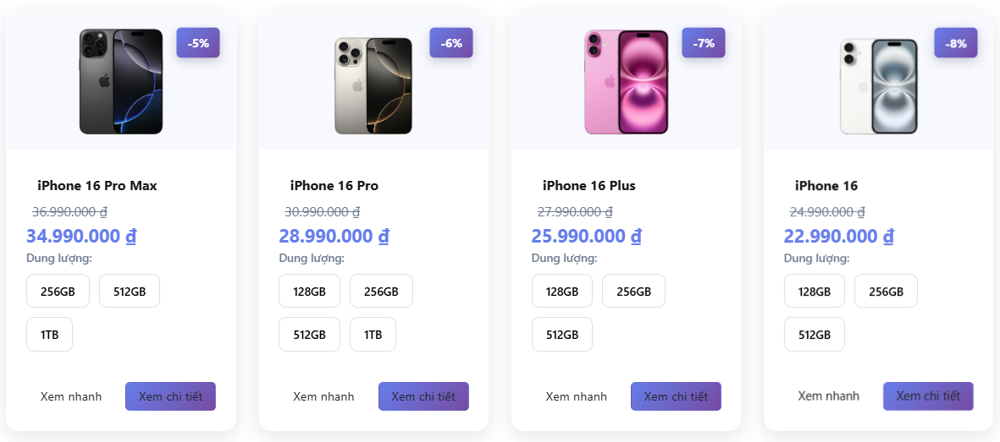 -5%
iPhone 16 Pro Max
36.990.000 ₫
34.990.000 ₫
Dung lượng:
256GB 512GB
1TB
Xem nhanh Xem chi tiết
-6%
iPhone 16 Pro
30.990.000 ₫
28.990.000 ₫
Dung lượng:
128GB 256GB
512GB 1TB
Xem nhanh Xem chi tiết
-7%
iPhone 16 Plus
27.990.000 ₫
25.990.000 ₫
Dung lượng:
128GB 256GB
512GB
Xem nhanh Xem chi tiết
-8%
iPhone 16
24.990.000 ₫
22.990.000 ₫
Dung lượng:
128GB 256GB
512GB
Xem nhanh Xem chi tiết